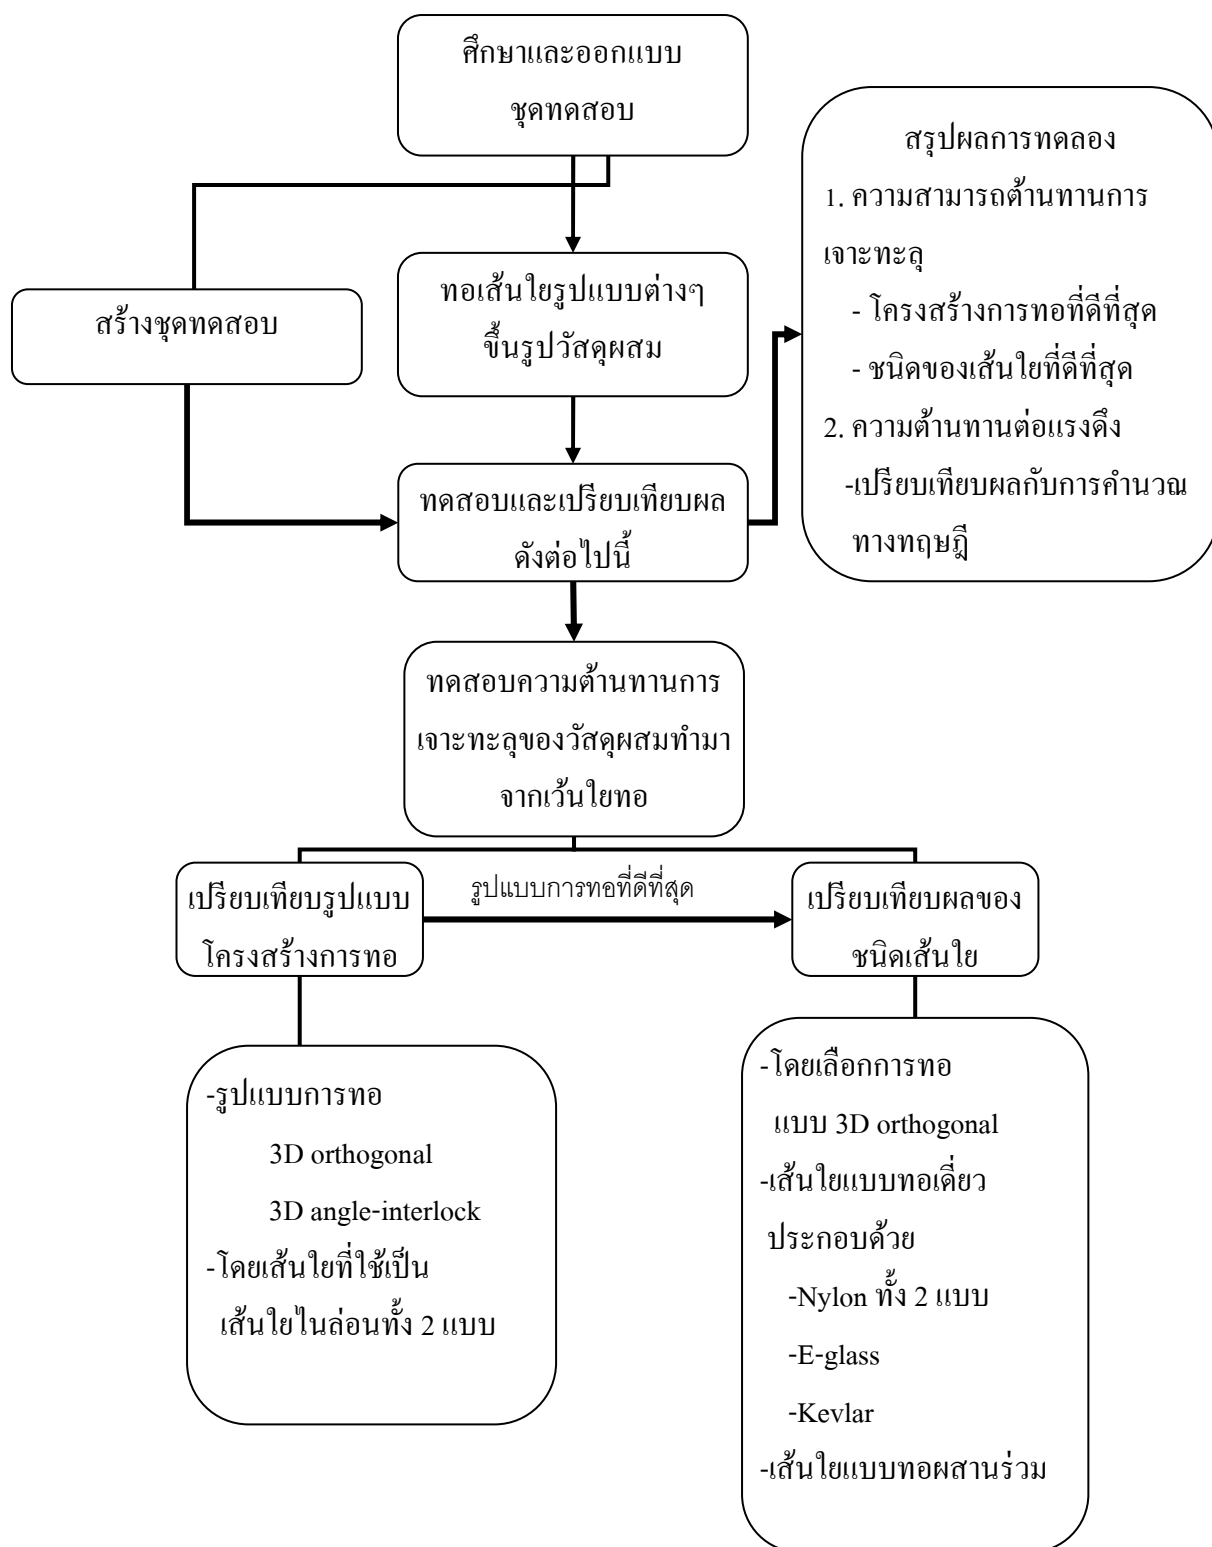 ศึกษาและออกแบบ
ชุดทดสอบ
สรุปผลการทดลอง
1. ความสามารถต้านทานการ
เจาะทะลุ
- โครงสร้างการทอที่ดีที่สุด
- ชนิดของเส้นใยที่ดีที่สุด
2. ความต้านทานต่อแรงดึง
-เปรียบเทียบผลกับการคำนวณ
ทางทฤษฎี
สร้างชุดทดสอบ
ทอเส้นใยรูปแบบต่างๆ
ขึ้นรูปวัสดุผสม
ทดสอบและเปรียบเทียบผล
ดังต่อไปนี้
ทดสอบความต้านทานการ
เจาะทะลุของวัสดุผสมทำมา
จากเว้นใยทอ
เปรียบเทียบรูปแบบ
โครงสร้างการทอ
รูปแบบการทอที่ดีที่สุด
เปรียบเทียบผลของ
ชนิดเส้นใย
-รูปแบบการทอ
3D orthogonal
3D angle-interlock
-โดยเส้นใยที่ใช้เป็น
เส้นใยไนล่อนทั้ง 2 แบบ
-โดยเลือกการทอ
แบบ 3D orthogonal
-เส้นใยแบบทอเดี่ยว
ประกอบด้วย
-Nylon ทั้ง 2 แบบ
-E-glass
-Kevlar
-เส้นใยแบบทอผสานร่วม